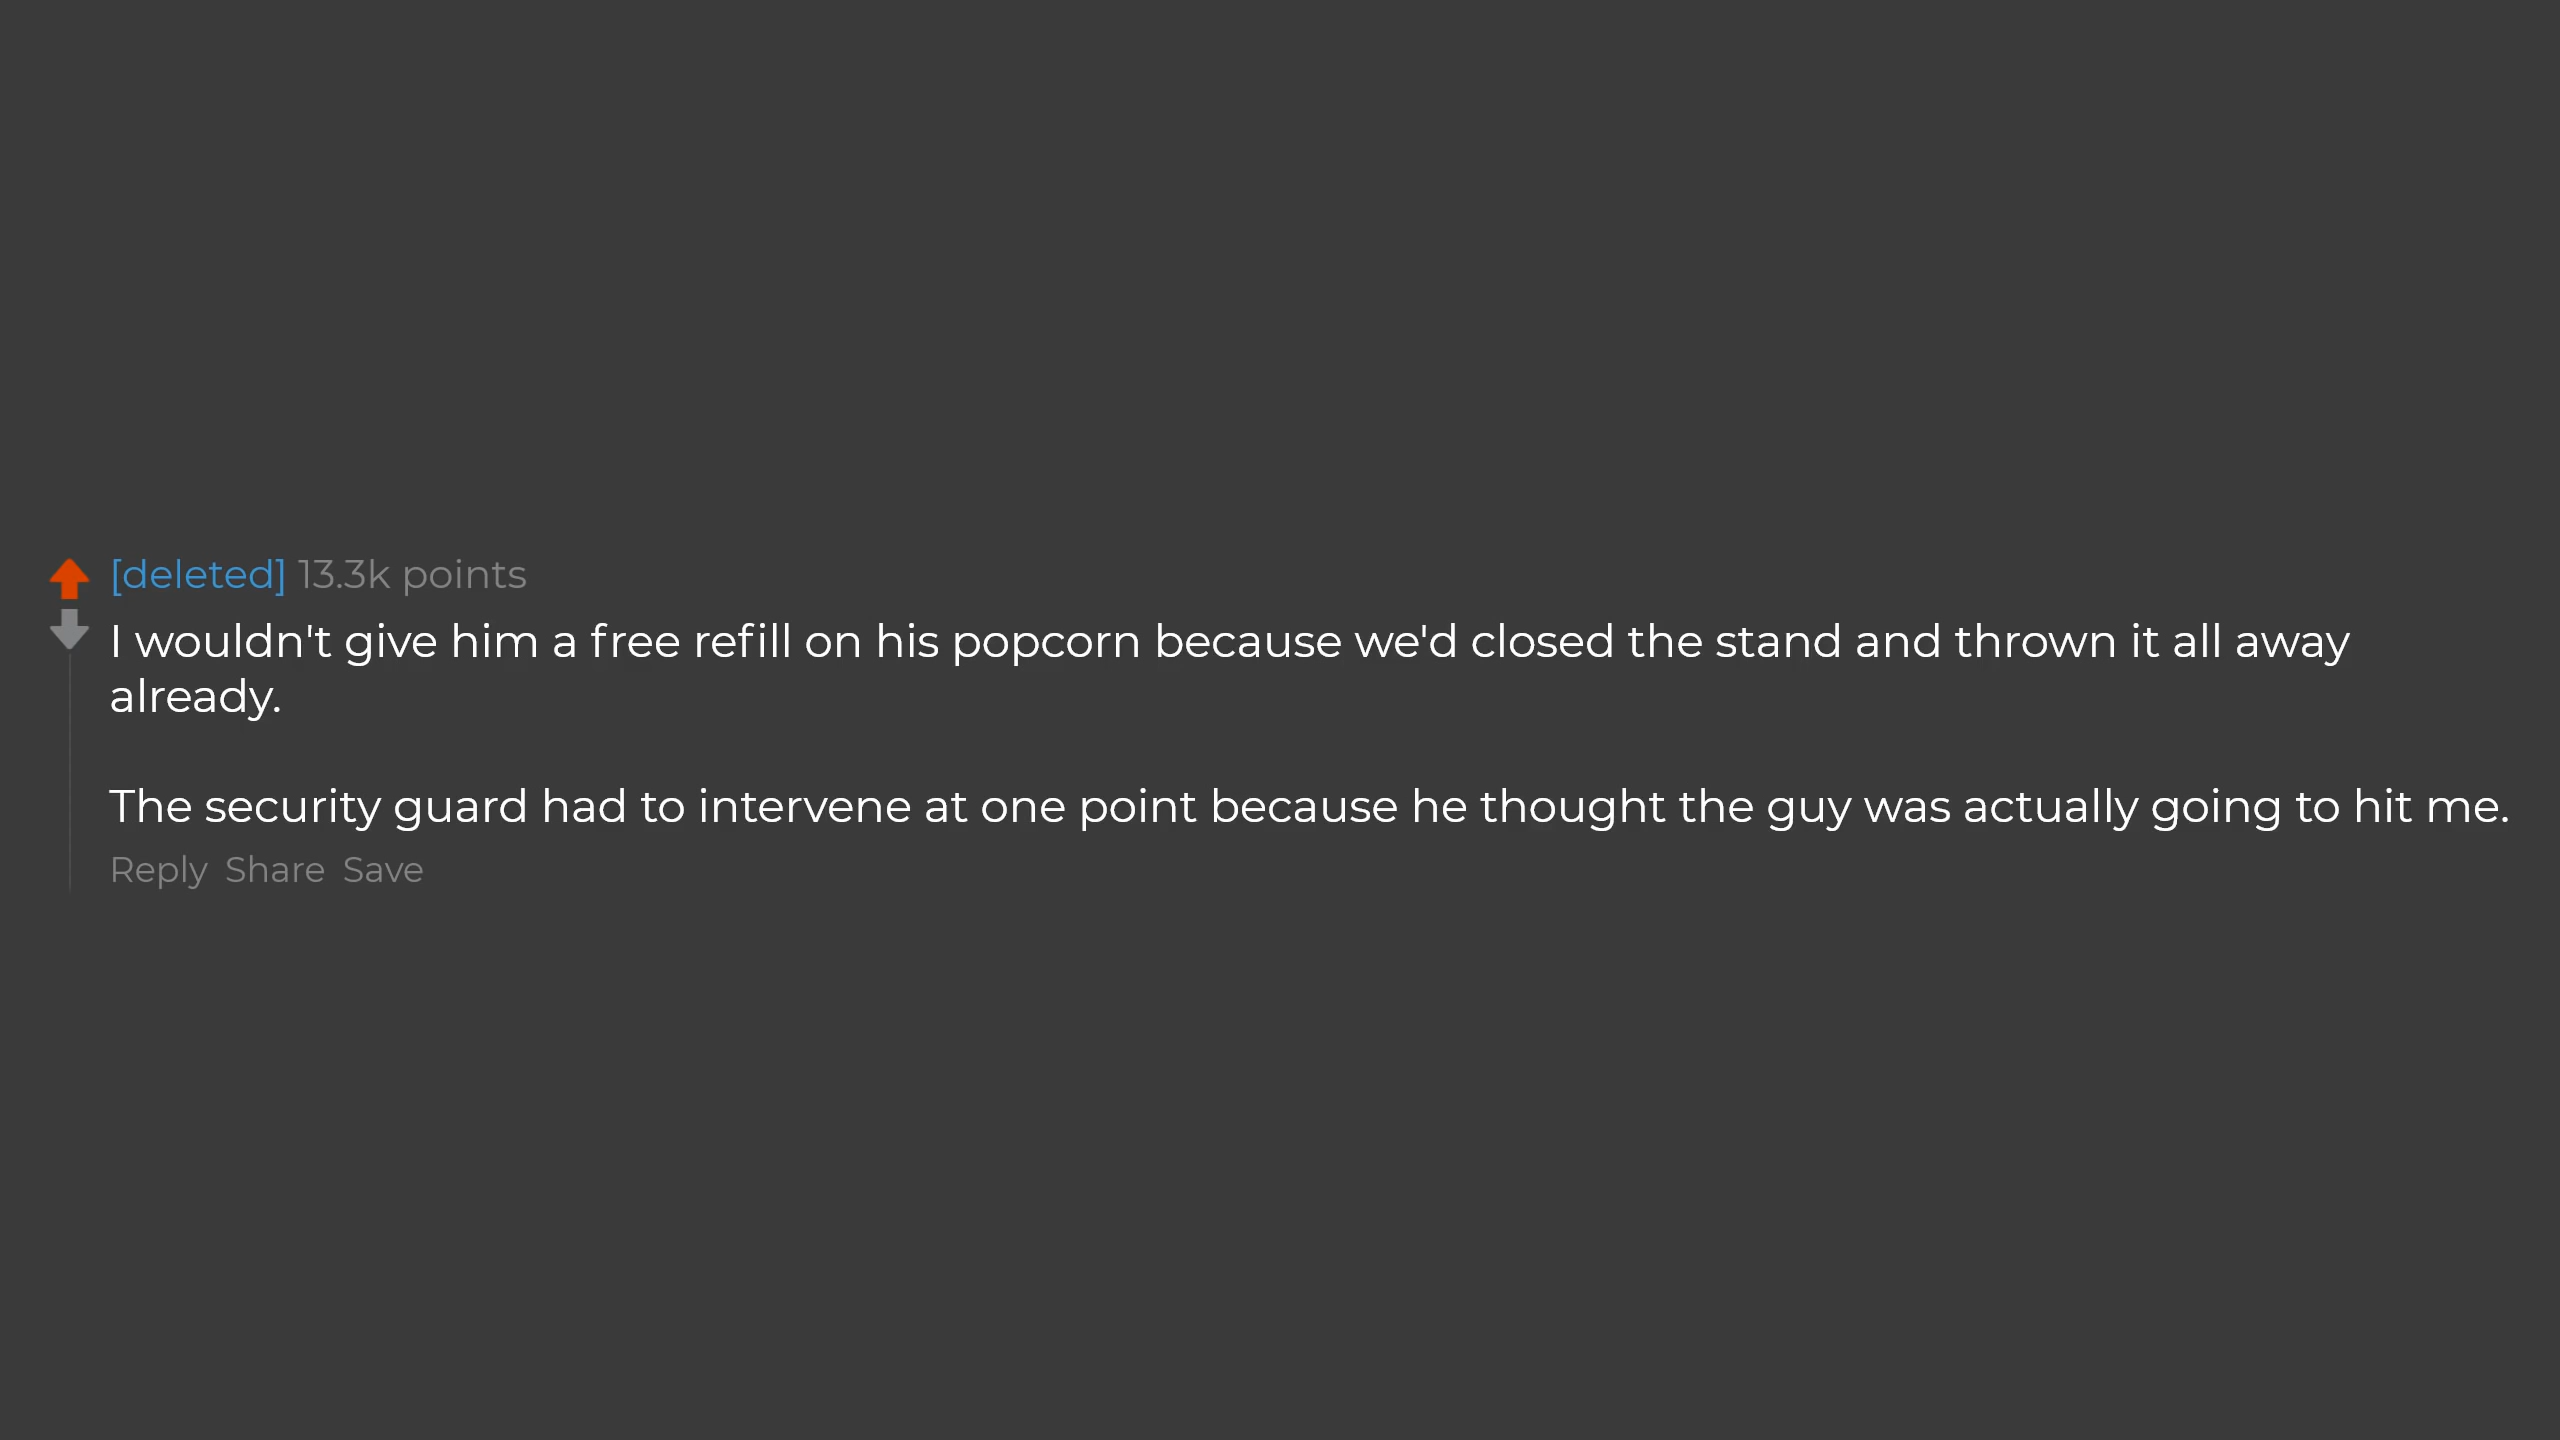 [deleted] 13.3k points
I wouldn't give him a free refill on his popcorn because we'd closed the stand and thrown it all away
already.
The security guard had to intervene at one point because he thought the guy was actually going to hit me.
Reply Share Save